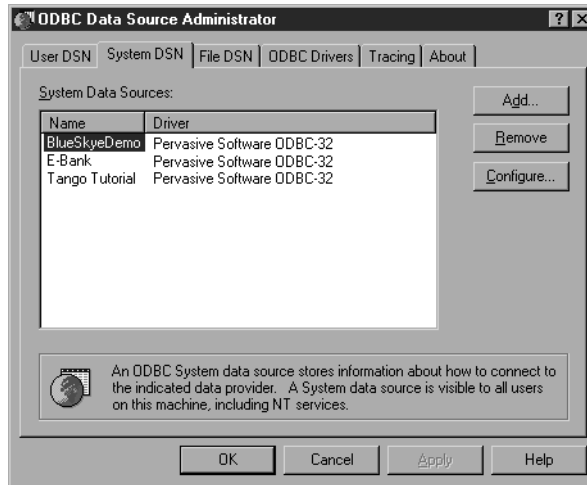 ODBC Data Source Administrator
User DSN System DSN File DSN ODBC Drivers Tracing About
System Data Sources:
Add...
Name Driver
BlueSkyeDemo Pervasive Software ODBC-32
Remove
E-Bank Pervasive Software ODBC-32
Tango Tutorial Pervasive Software ODBC-32
Configure...
An ODBC System data source stores information about how to connect to
the indicated data provider. A System data source is visible to all users
on this machine, including NT services.
OK Cancel Apply Help